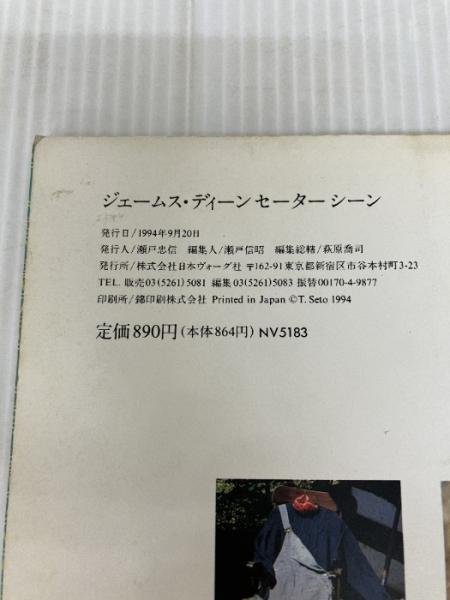 ジェームス・ディーン セーター シーン
発行日/1994年9月20日
発行人/瀬戸忠信 編集人/瀬戸信昭 編集総轄/萩原喬司
発行所/株式会社日本ヴォーグ社 〒162-91東京都新宿区市谷本村町3-23
TEL. 販売03(5261)5081 編集03(5261)5083 振替00170-4-9877
印刷所/錦印刷株式会社 Printed in Japan ©T. Seto 1994
定価890円(本体864円) NV5183